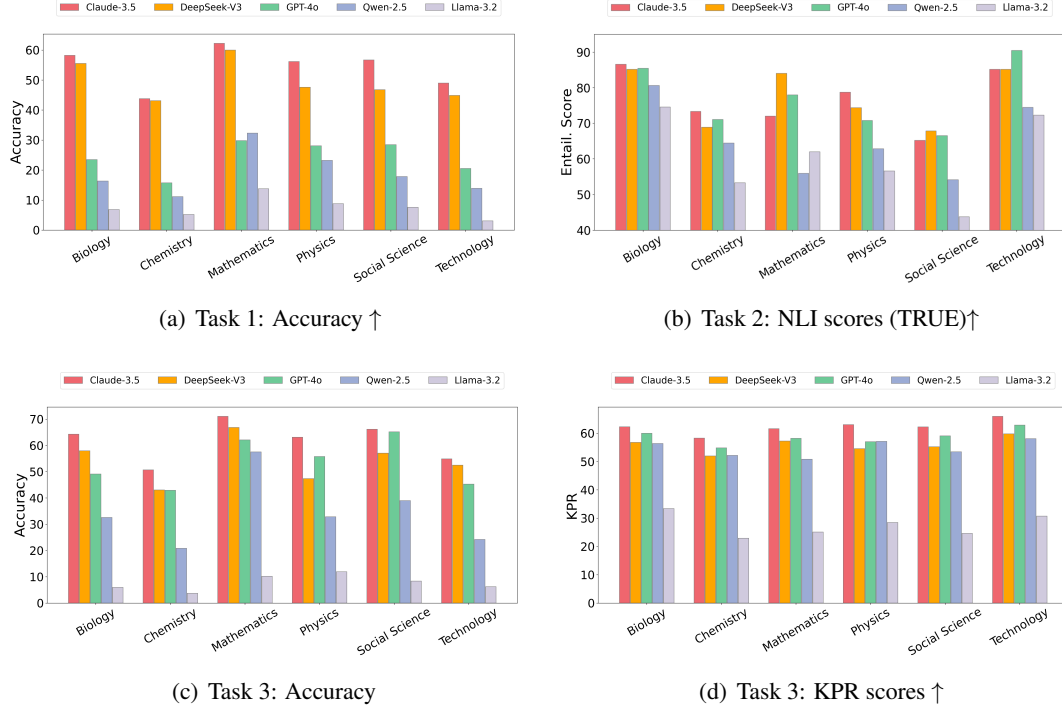 Claude-3.5 DeepSeek-V3 GPT-4o Qwen-2.5 Llama-3.2
Accuracy
60
50
40
30
20
10
0
Biology Chemistry Mathematics Physics Social Science Technology
(a) Task 1: Accuracy ↑
Claude-3.5 DeepSeek-V3 GPT-4o Qwen-2.5 Llama-3.2
Entail. Score
90
80
70
60
50
40
Biology Chemistry Mathematics Physics Social Science Technology
(b) Task 2: NLI scores (TRUE)↑
Claude-3.5 DeepSeek-V3 GPT-4o Qwen-2.5 Llama-3.2
Accuracy
70
60
50
40
30
20
10
0
Biology Chemistry Mathematics Physics Social Science Technology
(c) Task 3: Accuracy
Claude-3.5 DeepSeek-V3 GPT-4o Qwen-2.5 Llama-3.2
KPR
60
50
40
30
20
10
0
Biology Chemistry Mathematics Physics Social Science Technology
(d) Task 3: KPR scores ↑